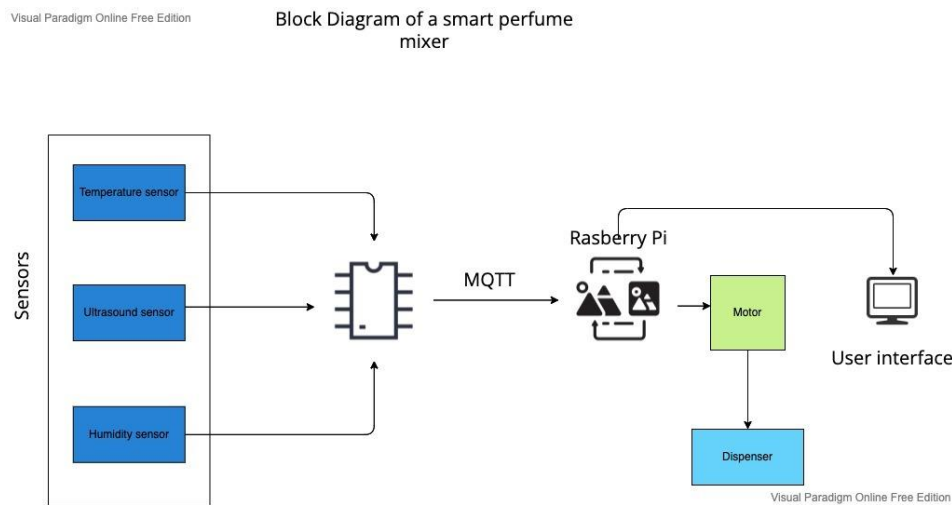 Visual Paradigm Online Free Edition
Block Diagram of a smart perfume
mixer
Sensors
Temperature sensor
Ultrasound sensor
Humidity sensor
MQTT
Rasberry Pi
Motor
Dispenser
User interface
Visual Paradigm Online Free Edition